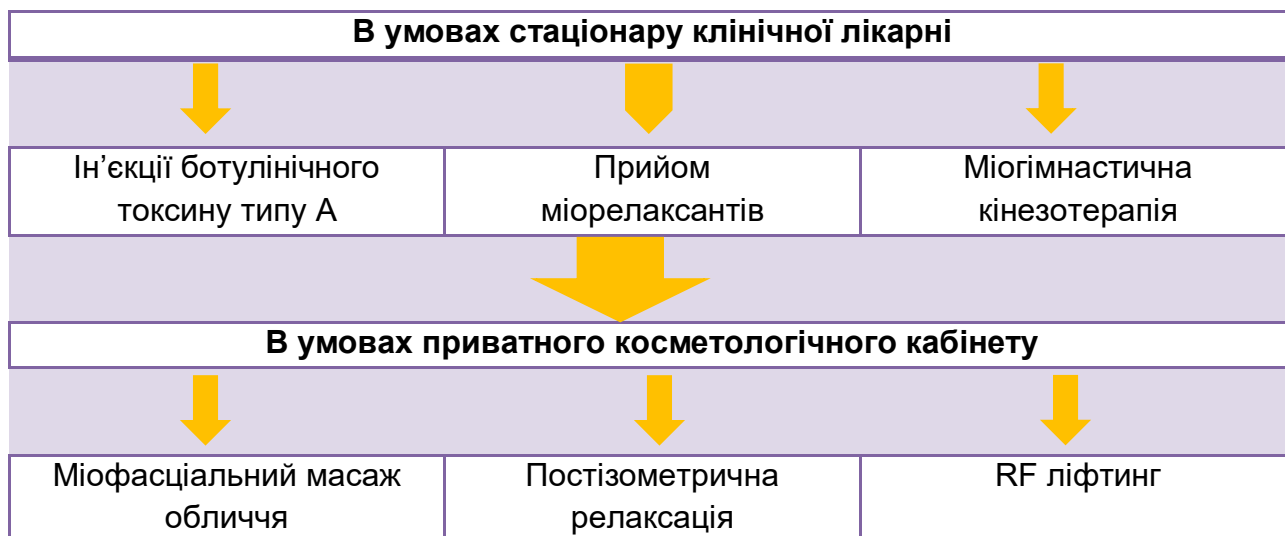 В умовах стаціонару клінічної лікарні
Ін’єкції ботулінічного
токсину типу А
Прийом
міорелаксантів
Міогімнастична
кінезотерапія
В умовах приватного косметологічного кабінету
Міофасціальний масаж
обличчя
Постізометрична
релаксація
RF ліфтинг